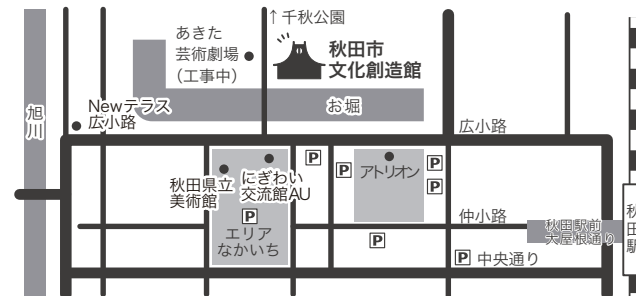 ↑千秋公園
あきた
芸術劇場
（工事中）
秋田市
文化創造館
お堀
旭川
Newテラス
広小路
広小路
P
P
P
P
アトリオン
秋田県立
美術館
にぎわい
交流館AU
P
エリア
なかいち
P
仲小路
秋田駅前
大屋根通り
秋田駅
P 中央通り